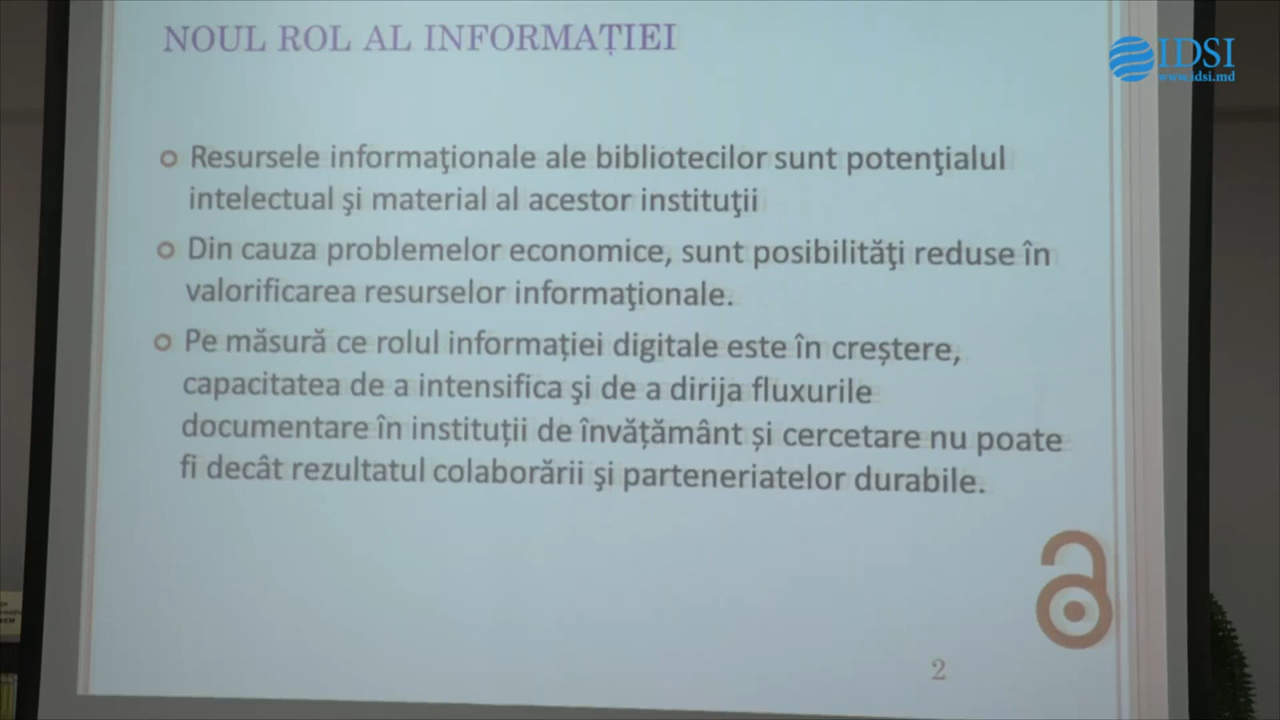 NOUL ROL AL INFORMAȚIEI
IDSI
www.idsi.md
Resursele informaţionale ale bibliotecilor sunt potenţialul
intelectual şi material al acestor instituţii
Din cauza problemelor economice, sunt posibilităţi reduse în
valorificarea resurselor informaţionale.
Pe măsură ce rolul informației digitale este în creștere,
capacitatea de a intensifica şi de a dirija fluxurile
documentare în instituții de învățământ și cercetare nu poate
fi decât rezultatul colaborării şi parteneriatelor durabile.
2